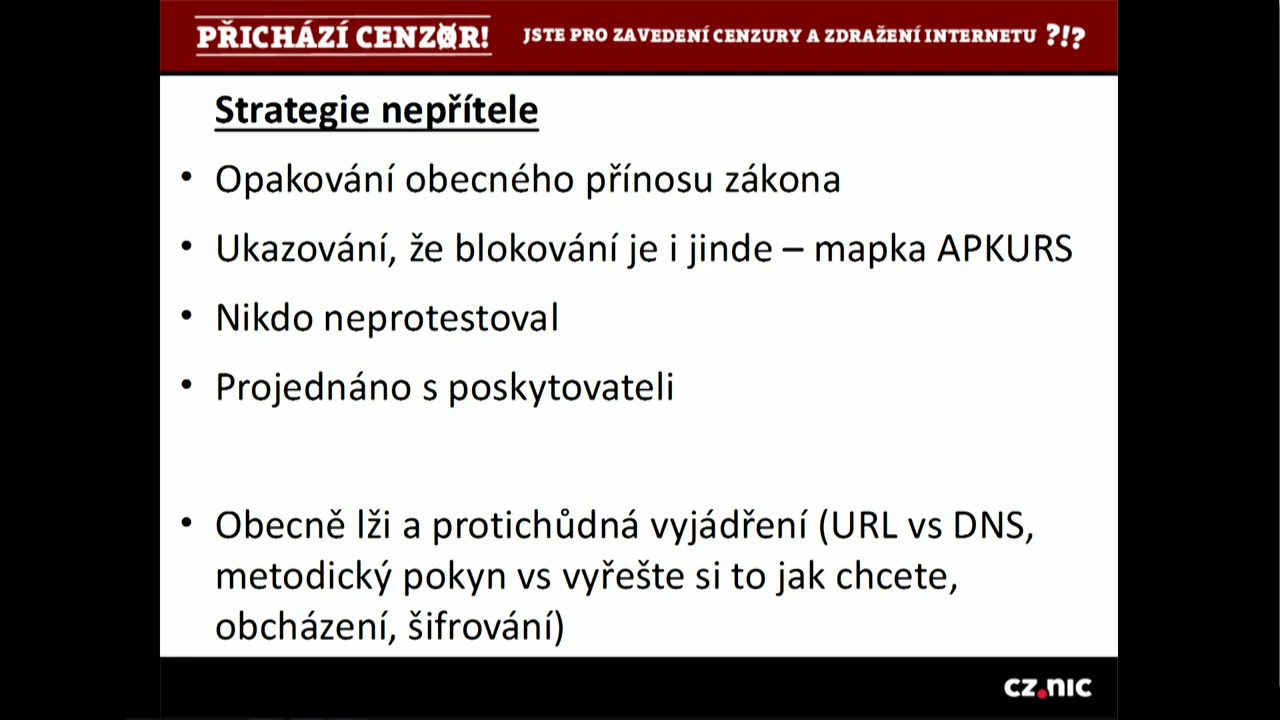 PŘICHÁZÍ CENZOR!
JSTE PRO ZAVEDENÍ CENZURY A ZDRAŽENÍ INTERNETU ?!?
Strategie nepřítele
• Opakování obecného přínosu zákona
• Ukazování, že blokování je i jinde – mapka APKURS
• Nikdo neprotestoval
• Projednáno s poskytovateli
• Obecně lži a protichůdná vyjádření (URL vs DNS,
metodický pokyn vs vyřešte si to jak chcete,
obcházení, šifrování)
cz.nic